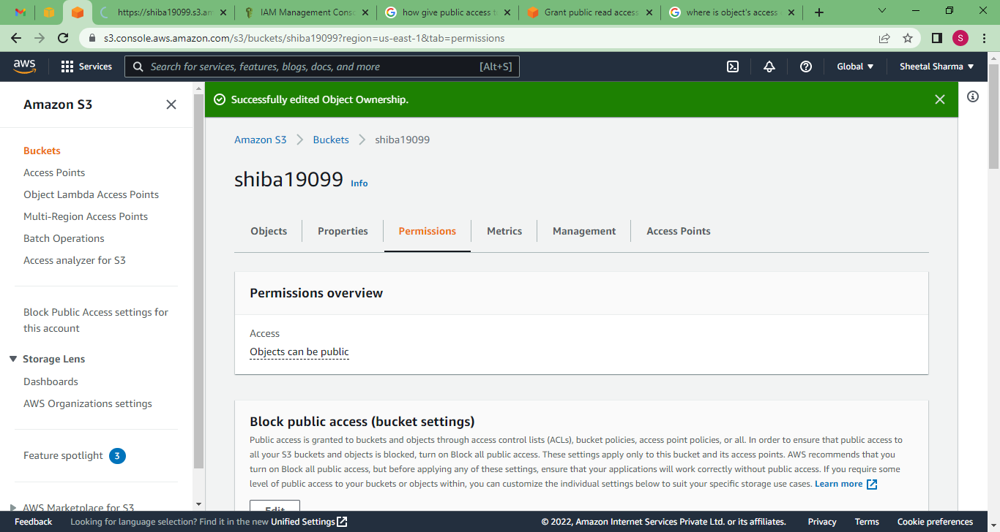 https://shiba19099.s3.am
IAM Management Conso
how give public access t
Grant public read access
where is object's access
s3.console.aws.amazon.com/s3/buckets/shiba19099?region=us-east-1&tab=permissions
S
aws
Services
Search for services, features, blogs, docs, and more
[Alt+S]
Global
Sheetal Sharma
Amazon S3
Buckets
Access Points
Object Lambda Access Points
Multi-Region Access Points
Batch Operations
Access analyzer for S3
Block Public Access settings for
this account
Storage Lens
Dashboards
AWS Organizations settings
Feature spotlight 3
AWS Marketplace for S3
Successfully edited Object Ownership.
Amazon S3 > Buckets > shiba19099
shiba19099 Info
Objects
Properties
Permissions
Metrics
Management
Access Points
Permissions overview
Access
Objects can be public
Block public access (bucket settings)
Public access is granted to buckets and objects through access control lists (ACLs), bucket policies, access point policies, or all. In order to ensure that public access to
all your S3 buckets and objects is blocked, turn on Block all public access. These settings apply only to this bucket and its access points. AWS recommends that you
turn on Block all public access, but before applying any of these settings, ensure that your applications will work correctly without public access. If you require some
level of public access to your buckets or objects within, you can customize the individual settings below to suit your specific storage use cases. Learn more
Edit
Feedback
Looking for language selection? Find it in the new Unified Settings
© 2022, Amazon Internet Services Private Ltd. or its affiliates.
Privacy
Terms
Cookie preferences